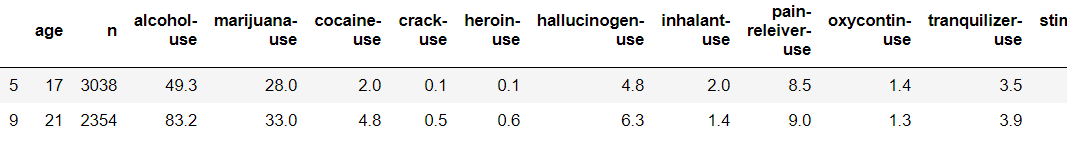 age n alcohol-use marijuana-use cocaine-use crack-use heroin-use hallucinogen-use inhalant-use pain-releiver-use oxycontin-use tranquilizer-use stin
5 17 3038 49.3 28.0 2.0 0.1 0.1 4.8 2.0 8.5 1.4 3.5
9 21 2354 83.2 33.0 4.8 0.5 0.6 6.3 1.4 9.0 1.3 3.9